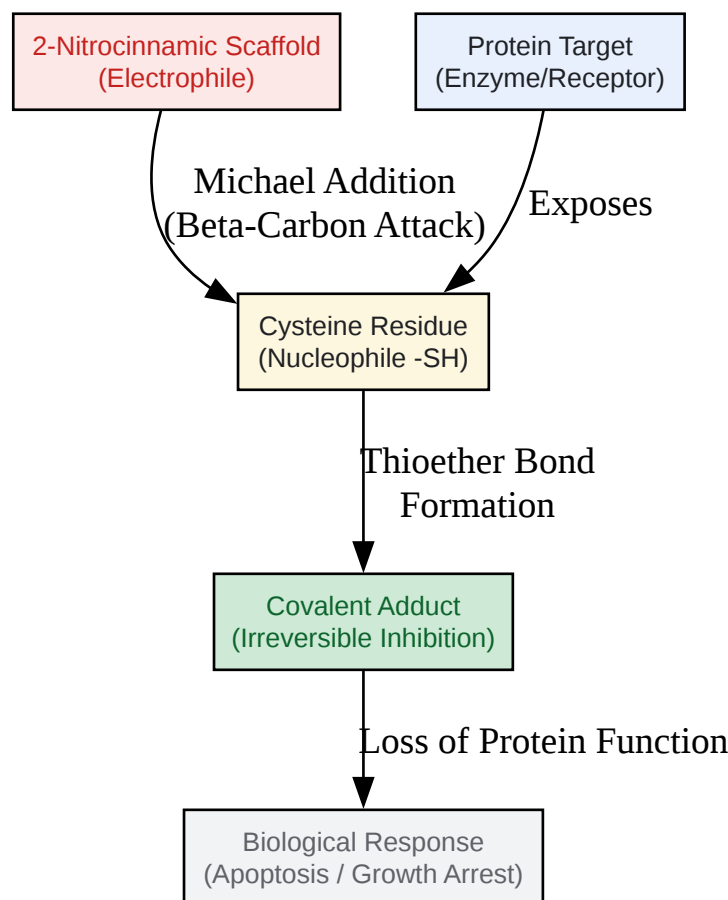 2-Nitrocinnamic Scaffold
(Electrophile)
Protein Target
(Enzyme/Receptor)
Michael Addition
(Beta-Carbon Attack)
Exposes
Cysteine Residue
(Nucleophile -SH)
Thioether Bond
Formation
Covalent Adduct
(Irreversible Inhibition)
Loss of Protein Function
Biological Response
(Apoptosis / Growth Arrest)